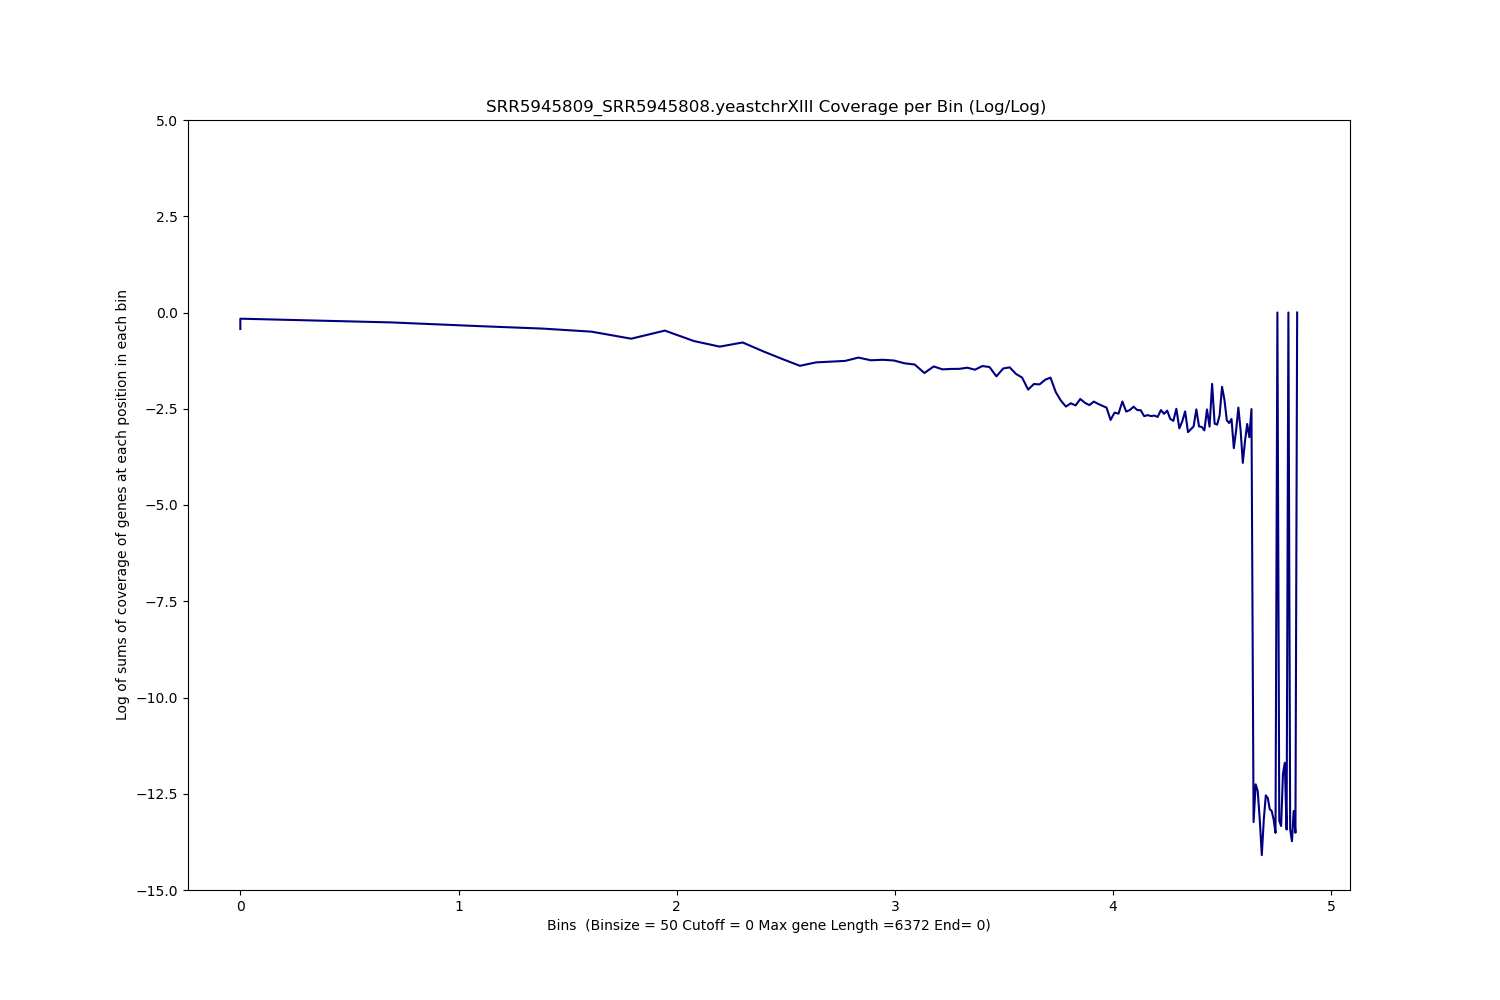 SRR5945809_SRR5945808.yeastchrXIII Coverage per Bin (Log/Log)
5.0
2.5
0.0
−2.5
−5.0
−7.5
−10.0
−12.5
−15.0
Log of sums of coverage of genes at each position in each bin
0 1 2 3 4 5
Bins  (Binsize = 50 Cutoff = 0 Max gene Length =6372 End= 0)